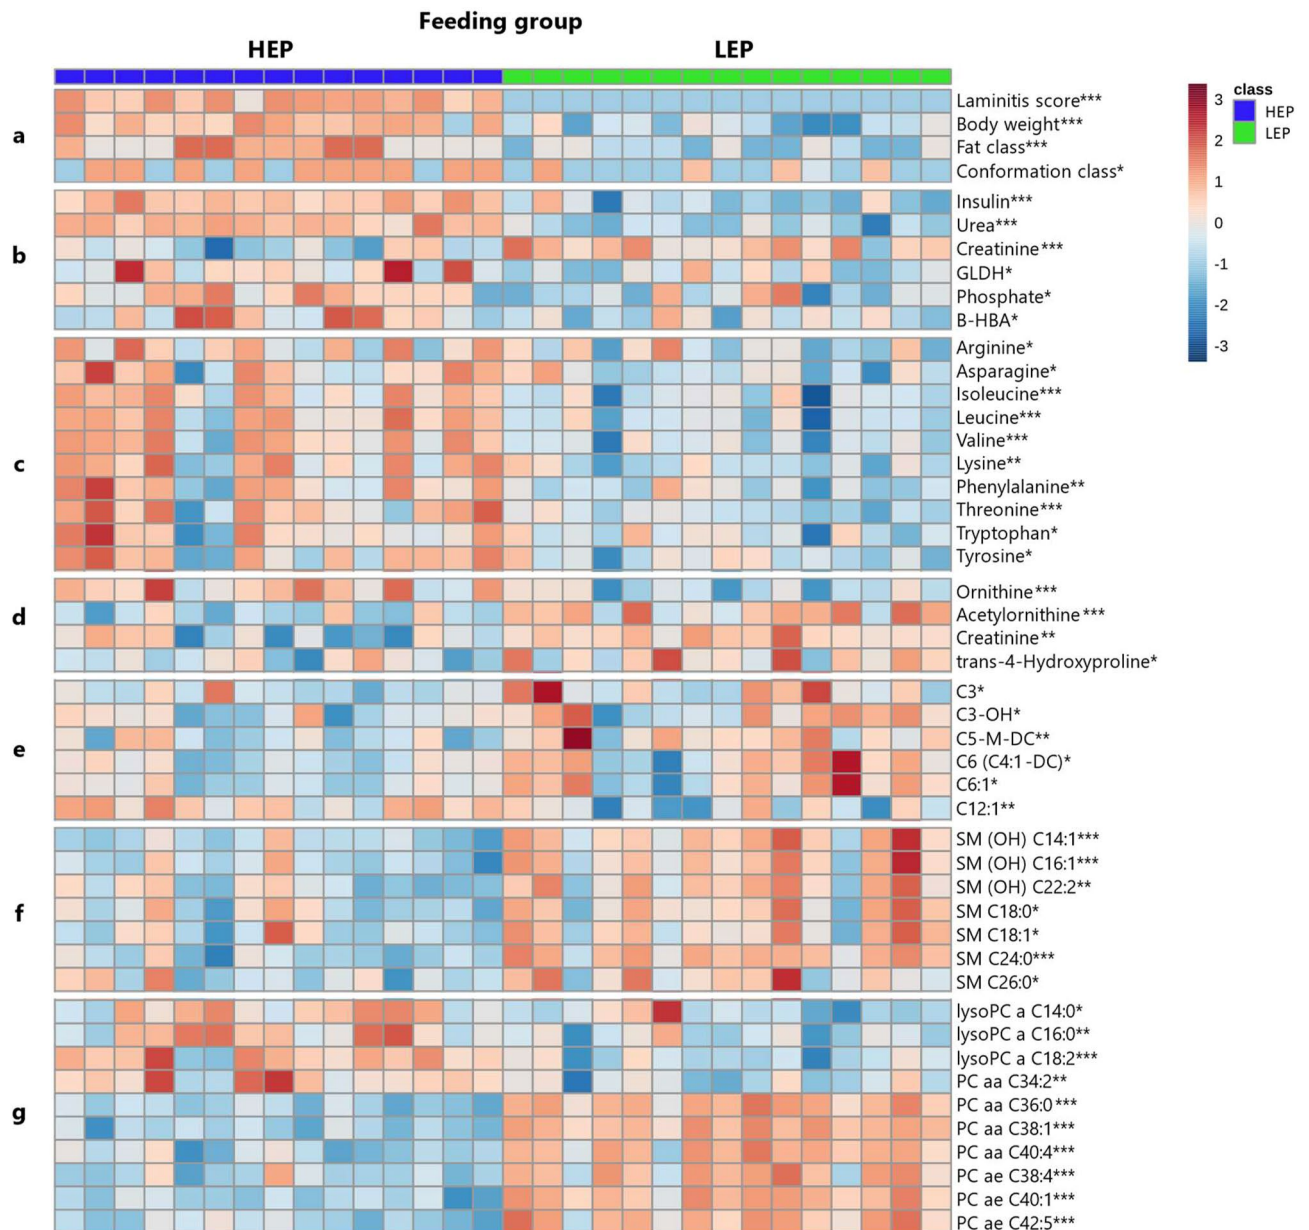 Feeding group
HEP
LEP
a
Laminitis score***
Body weight***
Fat class***
Conformation class*
b
Insulin***
Urea***
Creatinine***
GLDH*
Phosphate*
B-HBA*
c
Arginine*
Asparagine*
Isoleucine***
Leucine***
Valine***
Lysine**
Phenylalanine**
Threonine***
Tryptophan*
Tyrosine*
d
Ornithine***
Acetylornithine***
Creatinine**
trans-4-Hydroxyproline*
e
C3*
C3-OH*
C5-M-DC**
C6 (C4:1-DC)*
C6:1*
C12:1**
f
SM (OH) C14:1***
SM (OH) C16:1***
SM (OH) C22:2**
SM C18:0*
SM C18:1*
SM C24:0***
SM C26:0*
g
lysoPC a C14:0*
lysoPC a C16:0**
lysoPC a C18:2***
PC aa C34:2**
PC aa C36:0***
PC aa C38:1***
PC aa C40:4***
PC ae C38:4***
PC ae C40:1***
PC ae C42:5***
3
2
1
0
-1
-2
-3
class
HEP
LEP